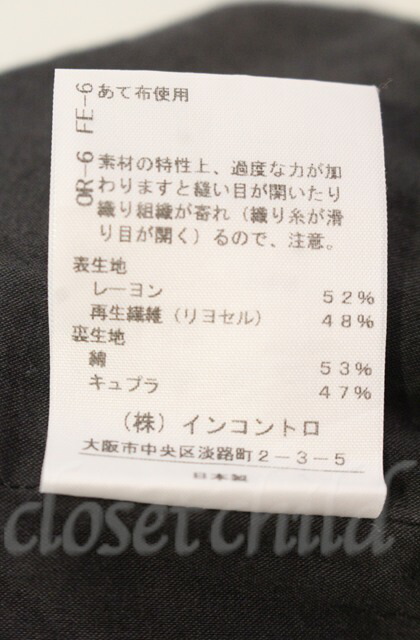 FE-6 あて布使用
OR-6 素材の特性上、過度な力が加
わりますと縫い目が開いたり
織り組織が寄れ（織り糸が滑
り目が開く）るので、注意。
表生地
レーヨン 52%
再生繊維（リヨセル） 48%
裏生地
綿 53%
キュプラ 47%
（株）インコントロ
大阪市中央区淡路町2-3-5
日本製
closet child